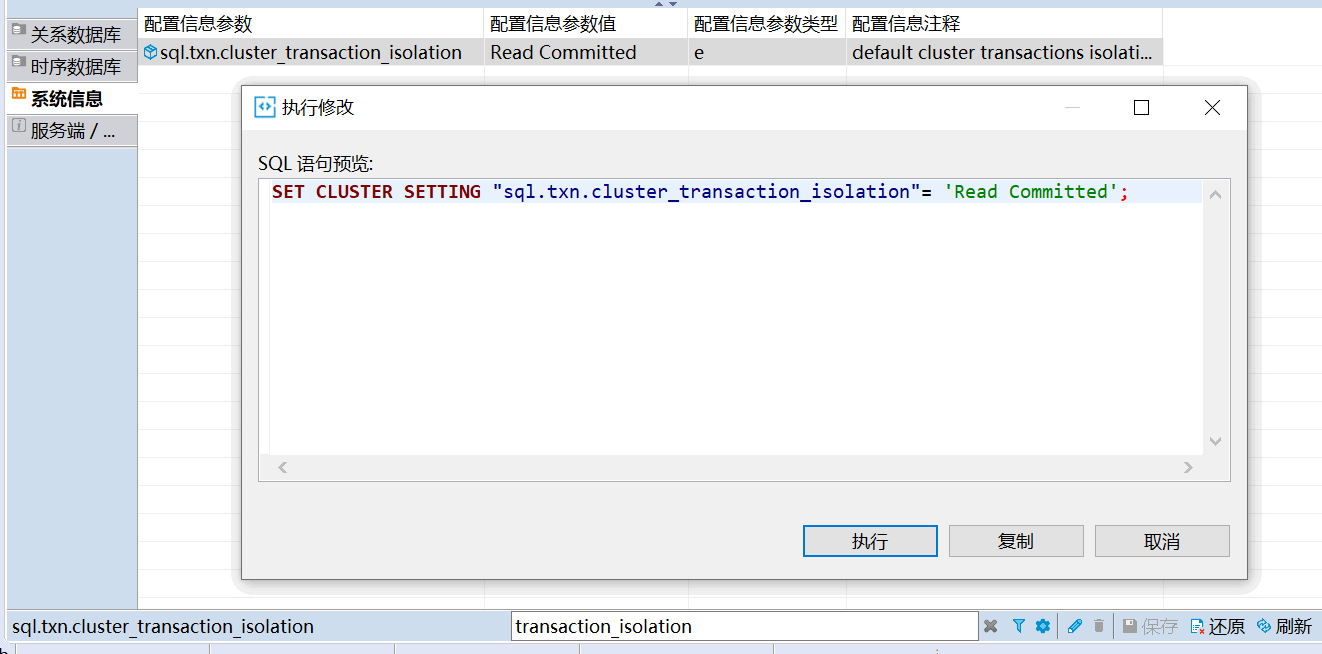 配置信息参数 配置信息参数值 配置信息参数类型 配置信息注释
关系数据库
sql.txn.cluster_transaction_isolation Read Committed e default cluster transactions isolati...
时序数据库
系统信息
服务端 / ...
执行修改
SQL 语句预览:
SET CLUSTER SETTING "sql.txn.cluster_transaction_isolation"= 'Read Committed';
执行 复制 取消
sql.txn.cluster_transaction_isolation transaction_isolation 保存 还原 刷新